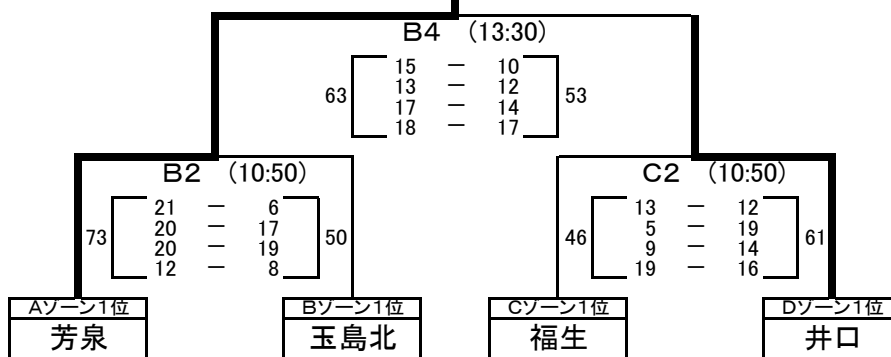 B4 (13:30)
63
15 － 10
13 － 12
17 － 14
18 － 17
53
B2 (10:50)
73
21 － 6
20 － 17
20 － 19
12 － 8
50
C2 (10:50)
46
13 － 12
5 － 19
9 － 14
19 － 16
61
Aゾーン1位
芳泉
Bゾーン1位
玉島北
Cゾーン1位
福生
Dゾーン1位
井口